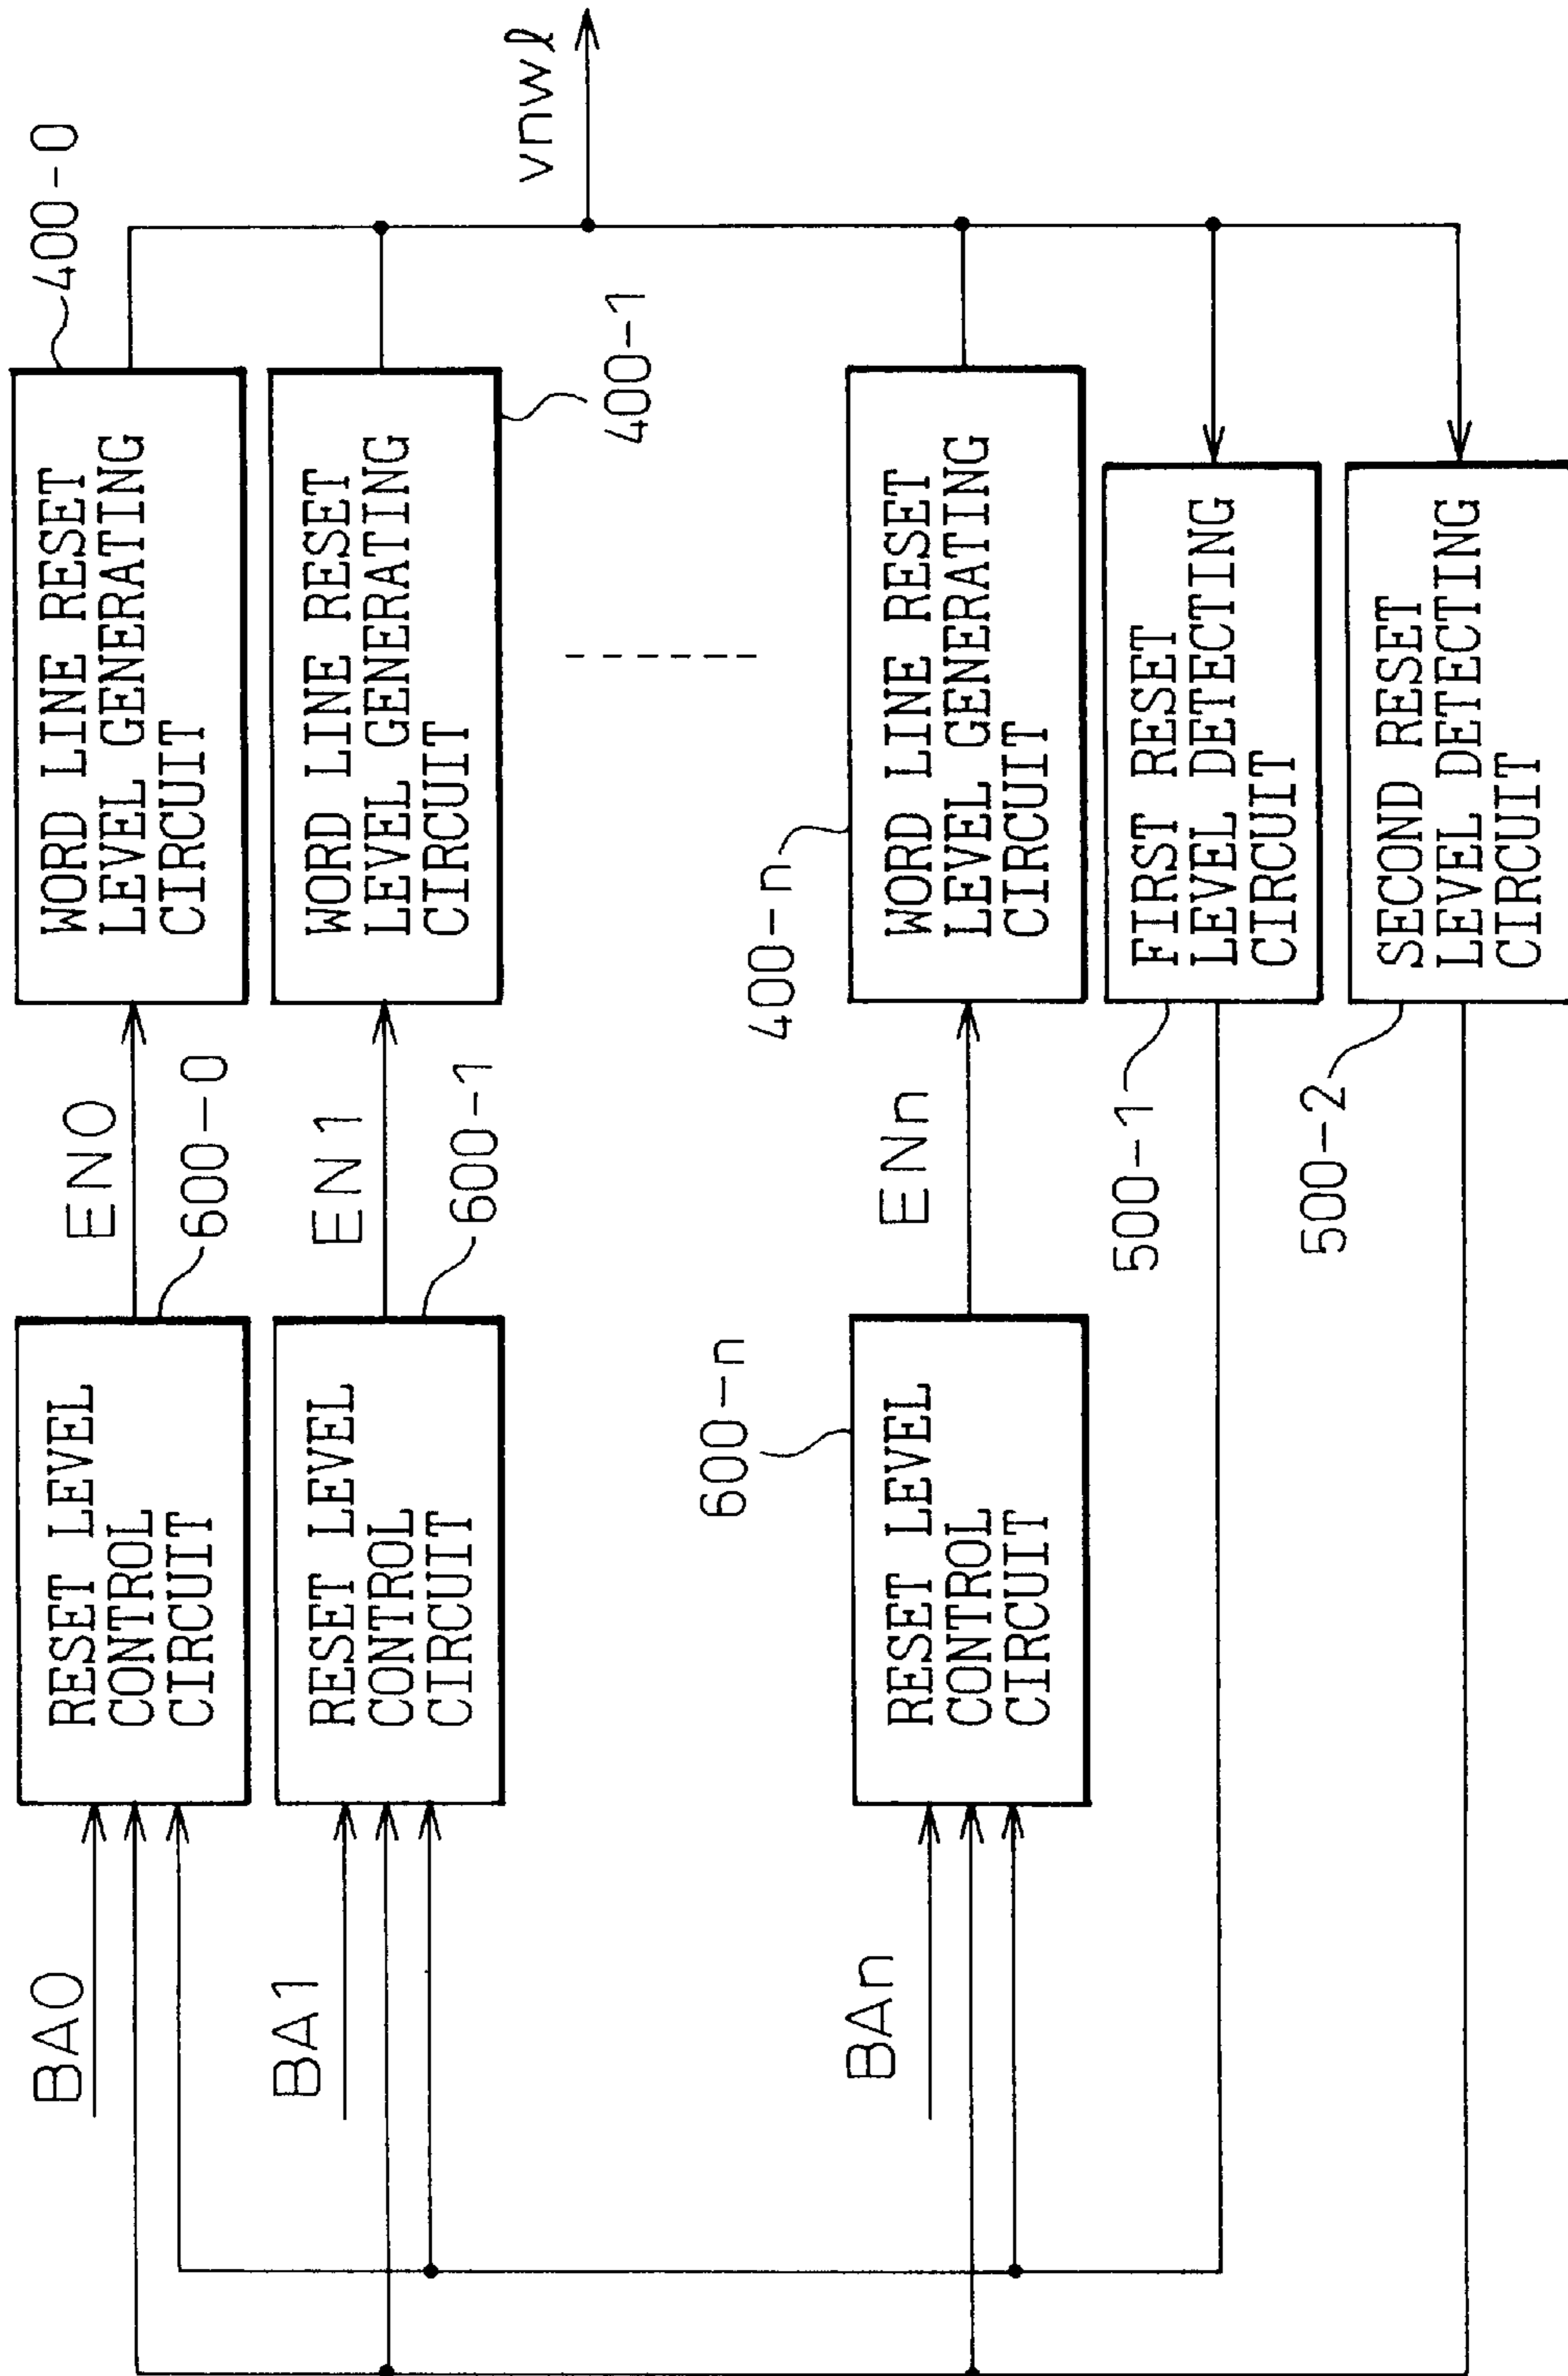 BA0
RESET LEVEL
CONTROL
CIRCUIT
600-0
EN0
WORD LINE RESET
LEVEL GENERATING
CIRCUIT
400-0
BA1
RESET LEVEL
CONTROL
CIRCUIT
600-1
EN1
WORD LINE RESET
LEVEL GENERATING
CIRCUIT
400-1
vnwℓ
BAn
RESET LEVEL
CONTROL
CIRCUIT
600-n
ENn
WORD LINE RESET
LEVEL GENERATING
CIRCUIT
400-n
FIRST RESET
LEVEL DETECTING
CIRCUIT
500-1
SECOND RESET
LEVEL DETECTING
CIRCUIT
500-2